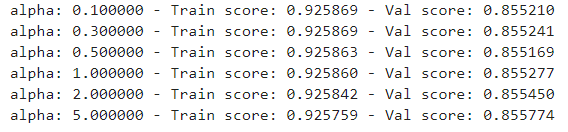 alpha: 0.100000 - Train score: 0.925869 - Val score: 0.855210
alpha: 0.300000 - Train score: 0.925869 - Val score: 0.855241
alpha: 0.500000 - Train score: 0.925863 - Val score: 0.855169
alpha: 1.000000 - Train score: 0.925860 - Val score: 0.855277
alpha: 2.000000 - Train score: 0.925842 - Val score: 0.855450
alpha: 5.000000 - Train score: 0.925759 - Val score: 0.855774